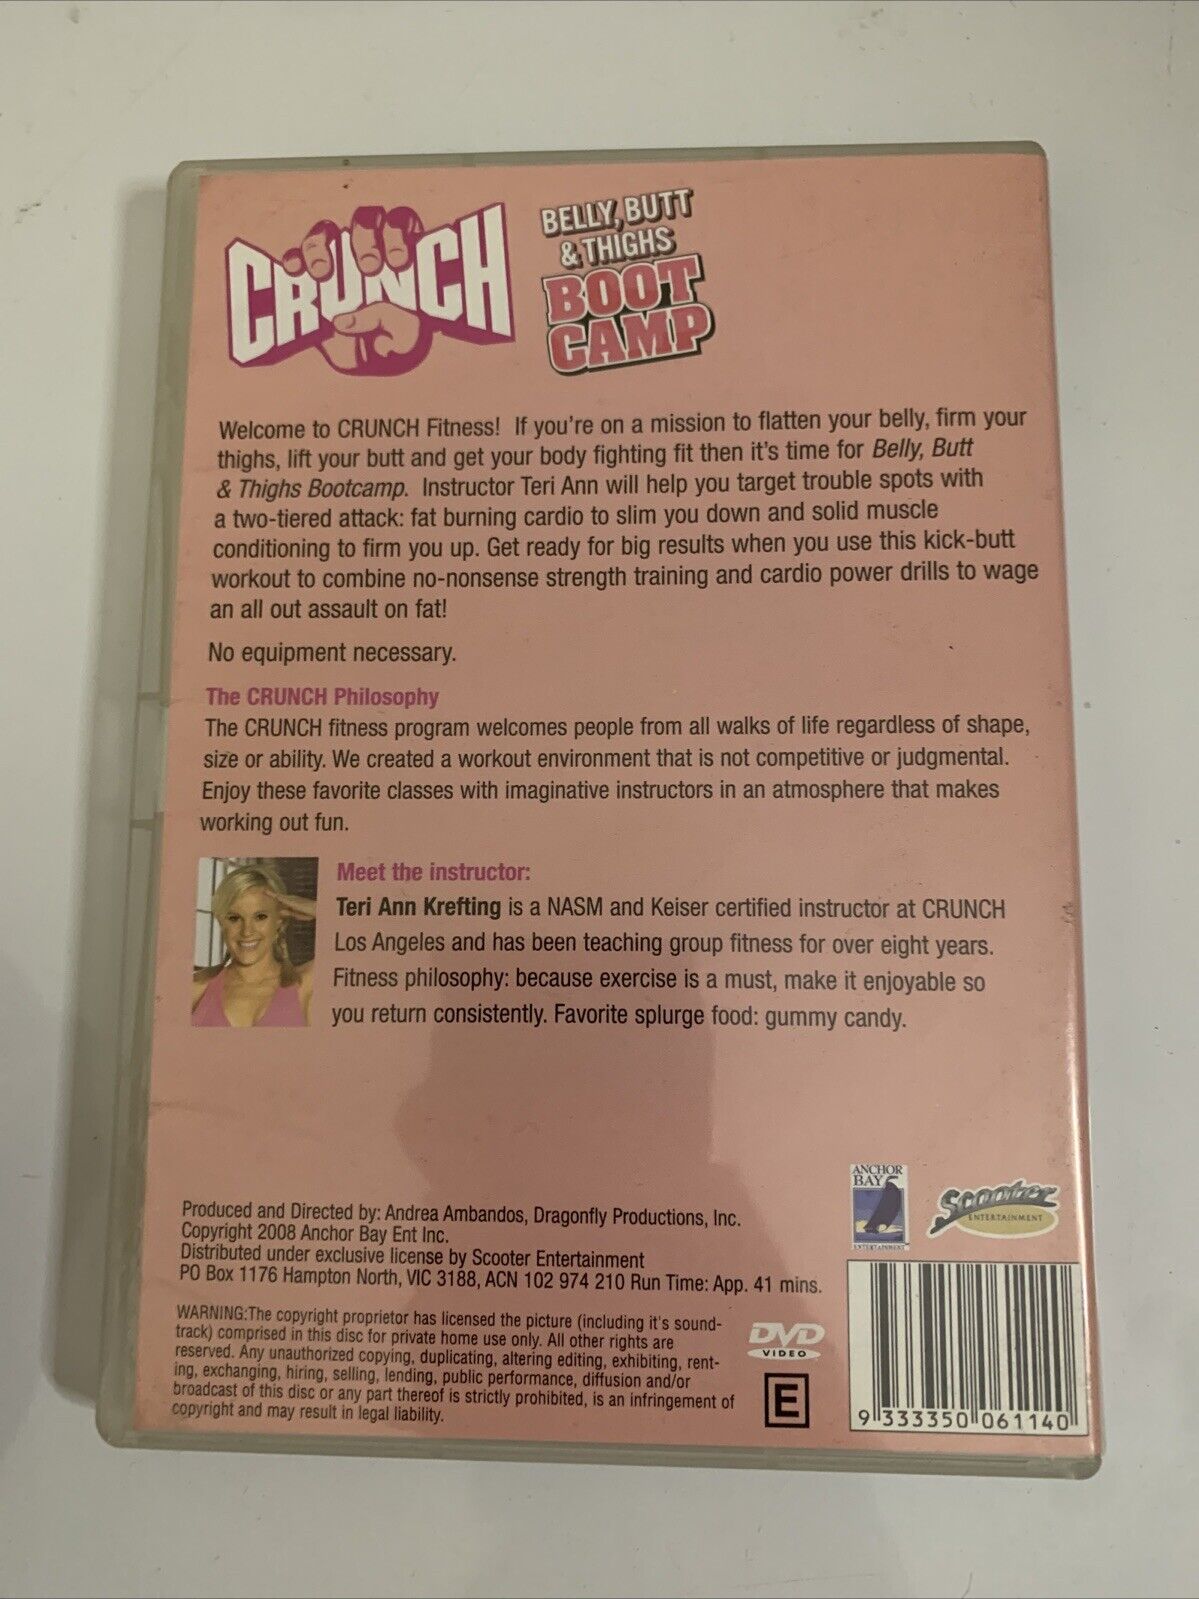 CRUNCH
BELLY, BUTT
& THIGHS
BOOT
CAMP
Welcome to CRUNCH Fitness! If you're on a mission to flatten your belly, firm your
thighs, lift your butt and get your body fighting fit then it's time for Belly, Butt
& Thighs Bootcamp. Instructor Teri Ann will help you target trouble spots with
a two-tiered attack: fat burning cardio to slim you down and solid muscle
conditioning to firm you up. Get ready for big results when you use this kick-butt
workout to combine no-nonsense strength training and cardio power drills to wage
an all out assault on fat!
No equipment necessary.
The CRUNCH Philosophy
The CRUNCH fitness program welcomes people from all walks of life regardless of shape,
size or ability. We created a workout environment that is not competitive or judgmental.
Enjoy these favorite classes with imaginative instructors in an atmosphere that makes
working out fun.
Meet the instructor:
Teri Ann Krefting is a NASM and Keiser certified instructor at CRUNCH
Los Angeles and has been teaching group fitness for over eight years.
Fitness philosophy: because exercise is a must, make it enjoyable so
you return consistently. Favorite splurge food: gummy candy.
ANCHOR
BAY
ENTERTAINMENT
Scooter
ENTERTAINMENT
Produced and Directed by: Andrea Ambandos, Dragonfly Productions, Inc.
Copyright 2008 Anchor Bay Ent Inc.
Distributed under exclusive license by Scooter Entertainment
PO Box 1176 Hampton North, VIC 3188, ACN 102 974 210 Run Time: App. 41 mins.
WARNING:The copyright proprietor has licensed the picture (including it's sound-
track) comprised in this disc for private home use only. All other rights are
reserved. Any unauthorized copying, duplicating, altering editing, exhibiting, rent-
ing, exchanging, hiring, selling, lending, public performance, diffusion and/or
broadcast of this disc or any part thereof is strictly prohibited, is an infringement of
copyright and may result in legal liability.
DVD
VIDEO
E
9 333350 061140